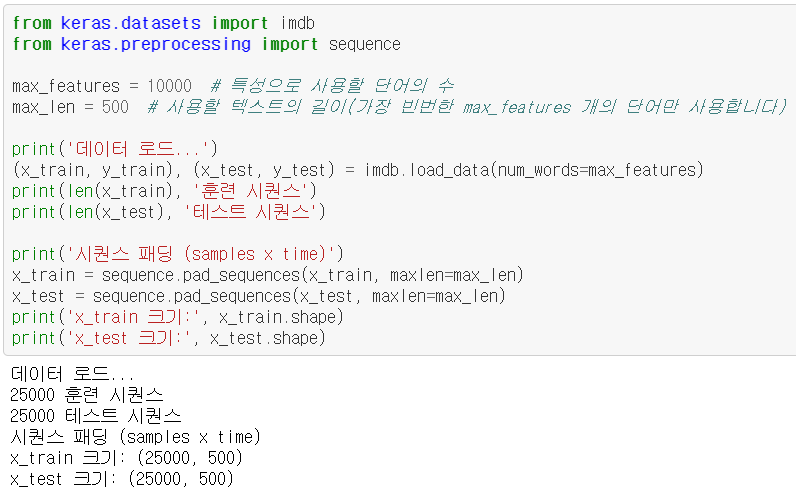 from keras.datasets import imdb
from keras.preprocessing import sequence
max_features = 10000  # 특성으로 사용할 단어의 수
max_len = 500  # 사용할 텍스트의 길이(가장 빈번한 max_features 개의 단어만 사용합니다)
print('데이터 로드...')
(x_train, y_train), (x_test, y_test) = imdb.load_data(num_words=max_features)
print(len(x_train), '훈련 시퀀스')
print(len(x_test), '테스트 시퀀스')
print('시퀀스 패딩 (samples x time)')
x_train = sequence.pad_sequences(x_train, maxlen=max_len)
x_test = sequence.pad_sequences(x_test, maxlen=max_len)
print('x_train 크기:', x_train.shape)
print('x_test 크기:', x_test.shape)
데이터 로드...
25000 훈련 시퀀스
25000 테스트 시퀀스
시퀀스 패딩 (samples x time)
x_train 크기: (25000, 500)
x_test 크기: (25000, 500)